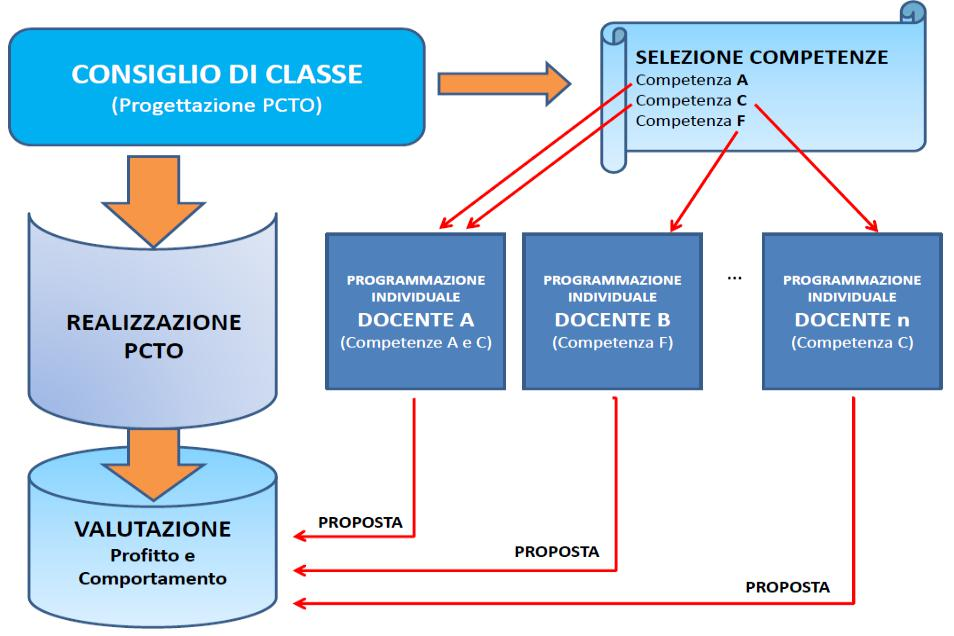 CONSIGLIO DI CLASSE
(Progettazione PCTO)
SELEZIONE COMPETENZE
Competenza A
Competenza C
Competenza F
REALIZZAZIONE
PCTO
PROGRAMMAZIONE
INDIVIDUALE
DOCENTE A
(Competenze A e C)
PROGRAMMAZIONE
INDIVIDUALE
DOCENTE B
(Competenza F)
...
PROGRAMMAZIONE
INDIVIDUALE
DOCENTE n
(Competenza C)
VALUTAZIONE
Profitto e
Comportamento
PROPOSTA
PROPOSTA
PROPOSTA